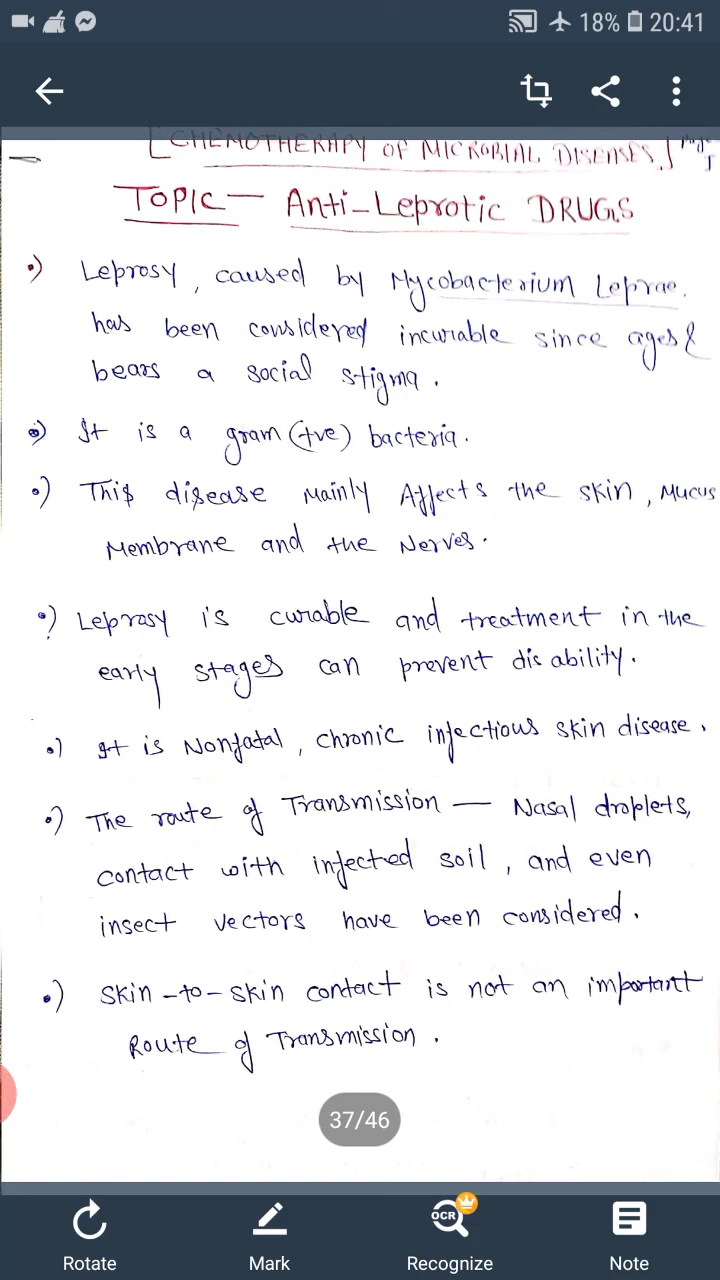 18% 20:41
[CHEMOTHERAPY OF MICROBIAL DISEASES.]
TOPIC — Anti-Leprotic DRUGS
Leprosy, caused by Mycobacterium Leprae.
has been considered incurable since ages &
bears a social stigma.
It is a gram (+ve) bacteria.
This disease Mainly Affects the skin, Mucus
Membrane and the Nerves.
Leprosy is curable and treatment in the
early stages can prevent disability.
It is Nonfatal, chronic infectious skin disease.
The route of Transmission — Nasal droplets,
contact with infected soil, and even
insect vectors have been considered.
Skin-to-skin contact is not an important
Route of Transmission.
37/46
OCR
Rotate Mark Recognize Note